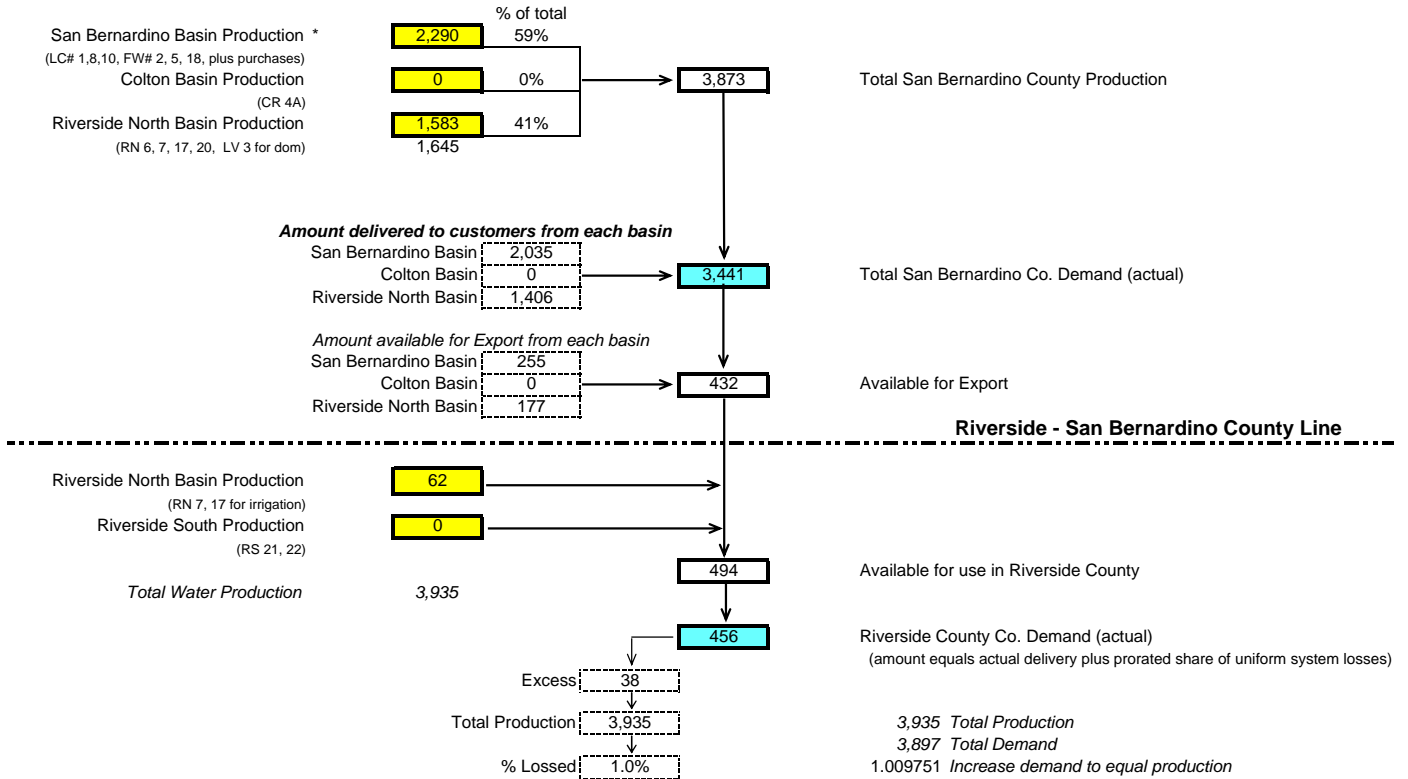 % of total
San Bernardino Basin Production * 2,290 59%
(LC# 1,8,10, FW# 2, 5, 18, plus purchases)
Colton Basin Production 0 0% 3,873 Total San Bernardino County Production
(CR 4A)
Riverside North Basin Production 1,583 41%
(RN 6, 7, 17, 20, LV 3 for dom) 1,645
Amount delivered to customers from each basin
San Bernardino Basin 2,035
Colton Basin 0 3,441 Total San Bernardino Co. Demand (actual)
Riverside North Basin 1,406
Amount available for Export from each basin
San Bernardino Basin 255
Colton Basin 0 432 Available for Export
Riverside North Basin 177
Riverside - San Bernardino County Line
Riverside North Basin Production 62
(RN 7, 17 for irrigation)
Riverside South Production 0
(RS 21, 22)
494 Available for use in Riverside County
Total Water Production 3,935
456 Riverside County Co. Demand (actual)
(amount equals actual delivery plus prorated share of uniform system losses)
Excess 38
Total Production 3,935 3,935 Total Production
3,897 Total Demand
% Lossed 1.0% 1.009751 Increase demand to equal production